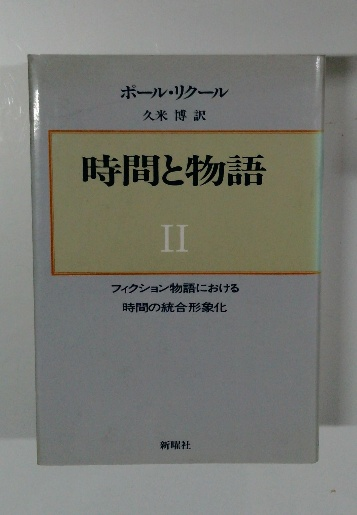 ポール・リクール
久米 博 訳
時間と物語
II
フィクション物語における
時間の統合形象化
新曜社